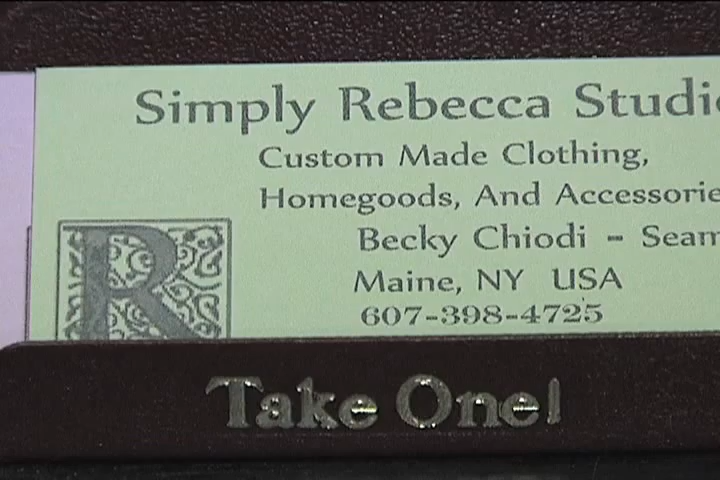 Simply Rebecca Studio
Custom Made Clothing,
Homegoods, And Accessorie
Becky Chiodi - Seam
R
Maine, NY USA
607-398-4725
Take One!